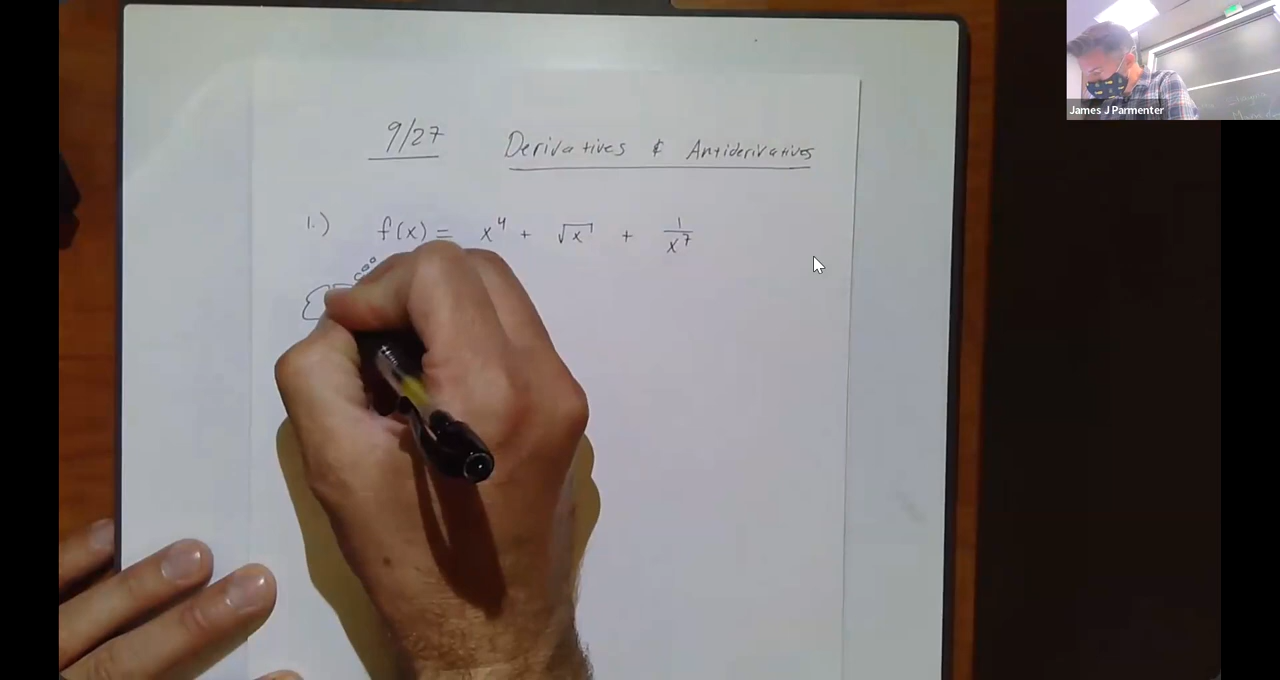 James J Parmenter
9/27 Derivatives & Antiderivatives
1.) f(x) = x⁴ + √x + 1/x⁷